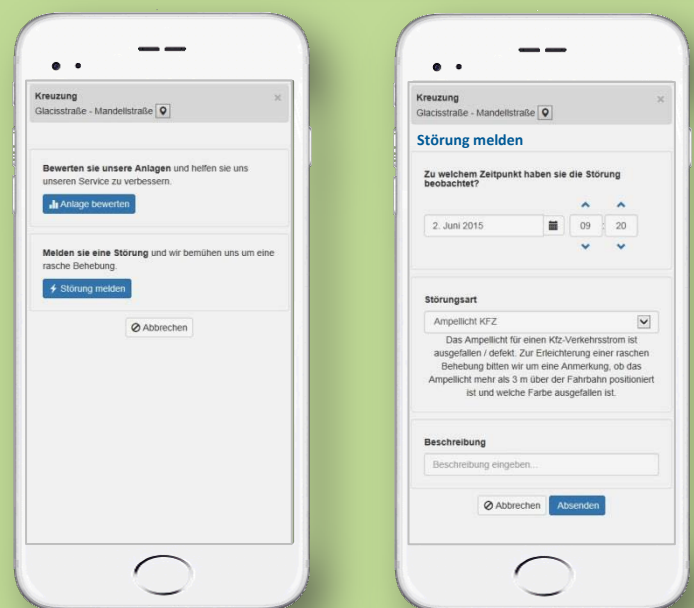 Kreuzung
Glacisstraße - Mandellstraße
×
Bewerten sie unsere Anlagen und helfen sie uns
unseren Service zu verbessern.
Anlage bewerten
Melden sie eine Störung und wir bemühen uns um eine
rasche Behebung.
Störung melden
Abbrechen
Kreuzung
Glacisstraße - Mandellstraße
×
Störung melden
Zu welchem Zeitpunkt haben sie die Störung
beobachtet?
2. Juni 2015 09 : 20
Störungsart
Ampellicht KFZ
Das Ampellicht für einen Kfz-Verkehrsstrom ist
ausgefallen / defekt. Zur Erleichterung einer raschen
Behebung bitten wir um eine Anmerkung, ob das
Ampellicht mehr als 3 m über der Fahrbahn positioniert
ist und welche Farbe ausgefallen ist.
Beschreibung
Beschreibung eingeben...
Abbrechen Absenden